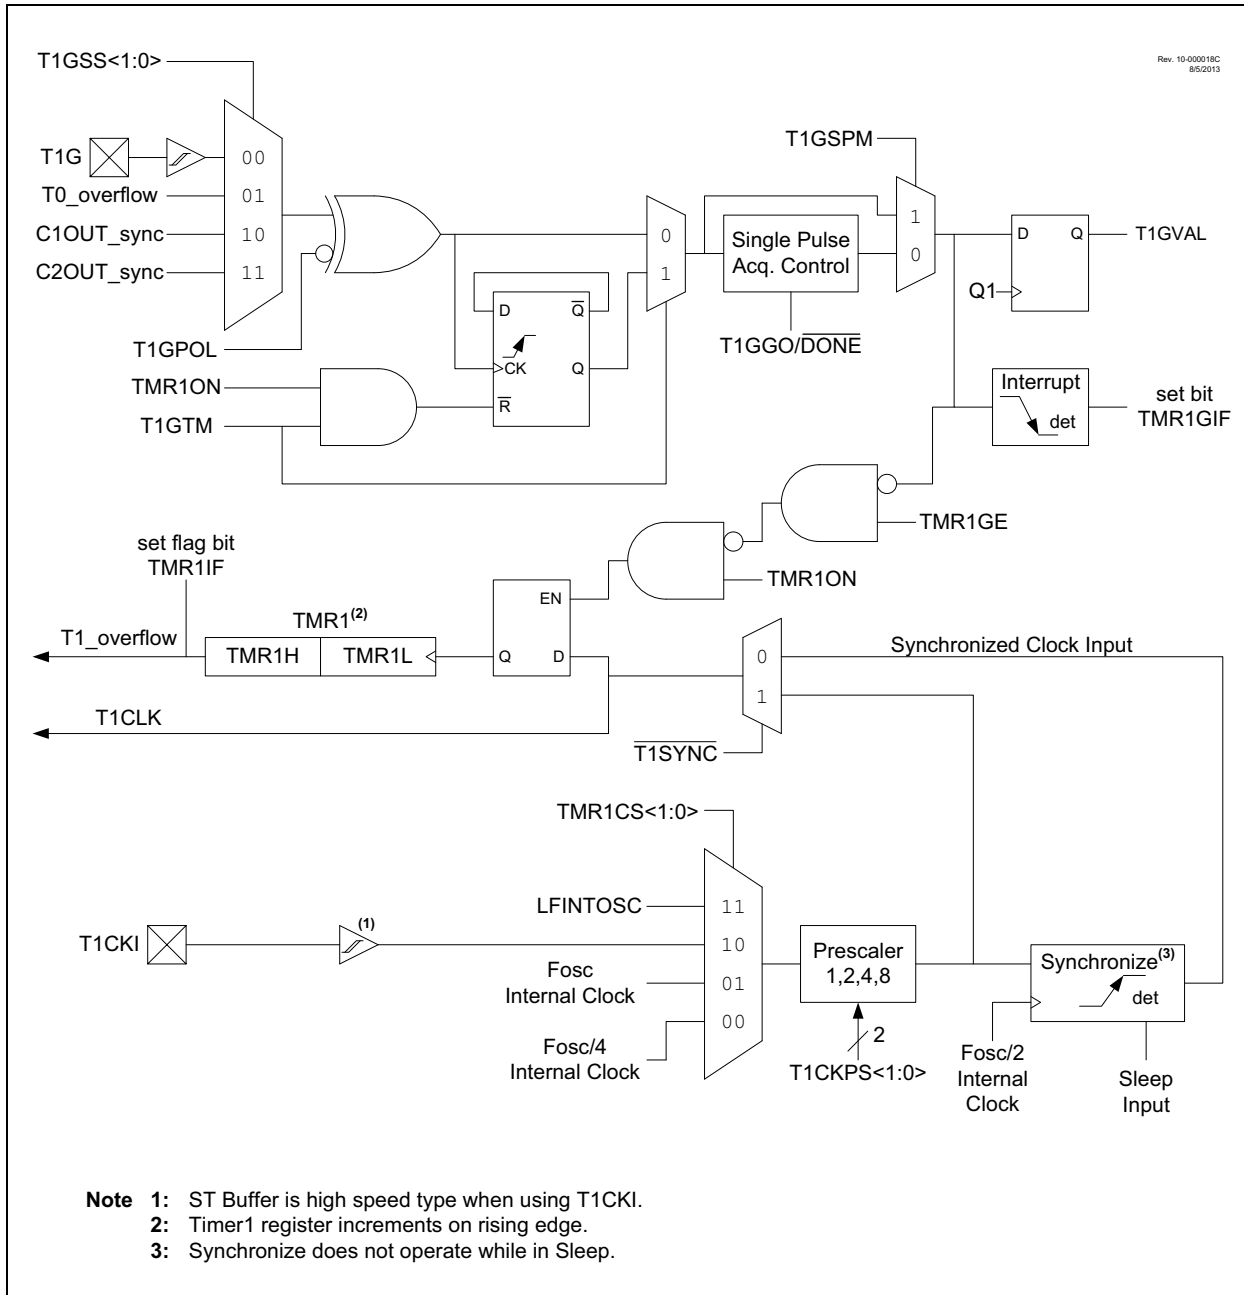 Rev. 10-000018C
8/5/2013
T1GSS<1:0>
T1G
T0_overflow
C1OUT_sync
C2OUT_sync
00
01
10
11
T1GPOL
TMR1ON
T1GTM
D
Q
CK
Q
R
0
1
Single Pulse
Acq. Control
T1GGO/DONE
T1GSPM
1
0
D
Q
Q1
T1GVAL
Interrupt
det
set bit
TMR1GIF
TMR1GE
TMR1ON
set flag bit
TMR1IF
T1_overflow
TMR1(2)
TMR1H
TMR1L
EN
Q
D
T1CLK
0
1
T1SYNC
Synchronized Clock Input
TMR1CS<1:0>
T1CKI
(1)
LFINTOSC
Fosc
Internal Clock
Fosc/4
Internal Clock
11
10
01
00
Prescaler
1,2,4,8
2
T1CKPS<1:0>
Synchronize(3)
det
Fosc/2
Internal
Clock
Sleep
Input
Note 1: ST Buffer is high speed type when using T1CKI.
2: Timer1 register increments on rising edge.
3: Synchronize does not operate while in Sleep.